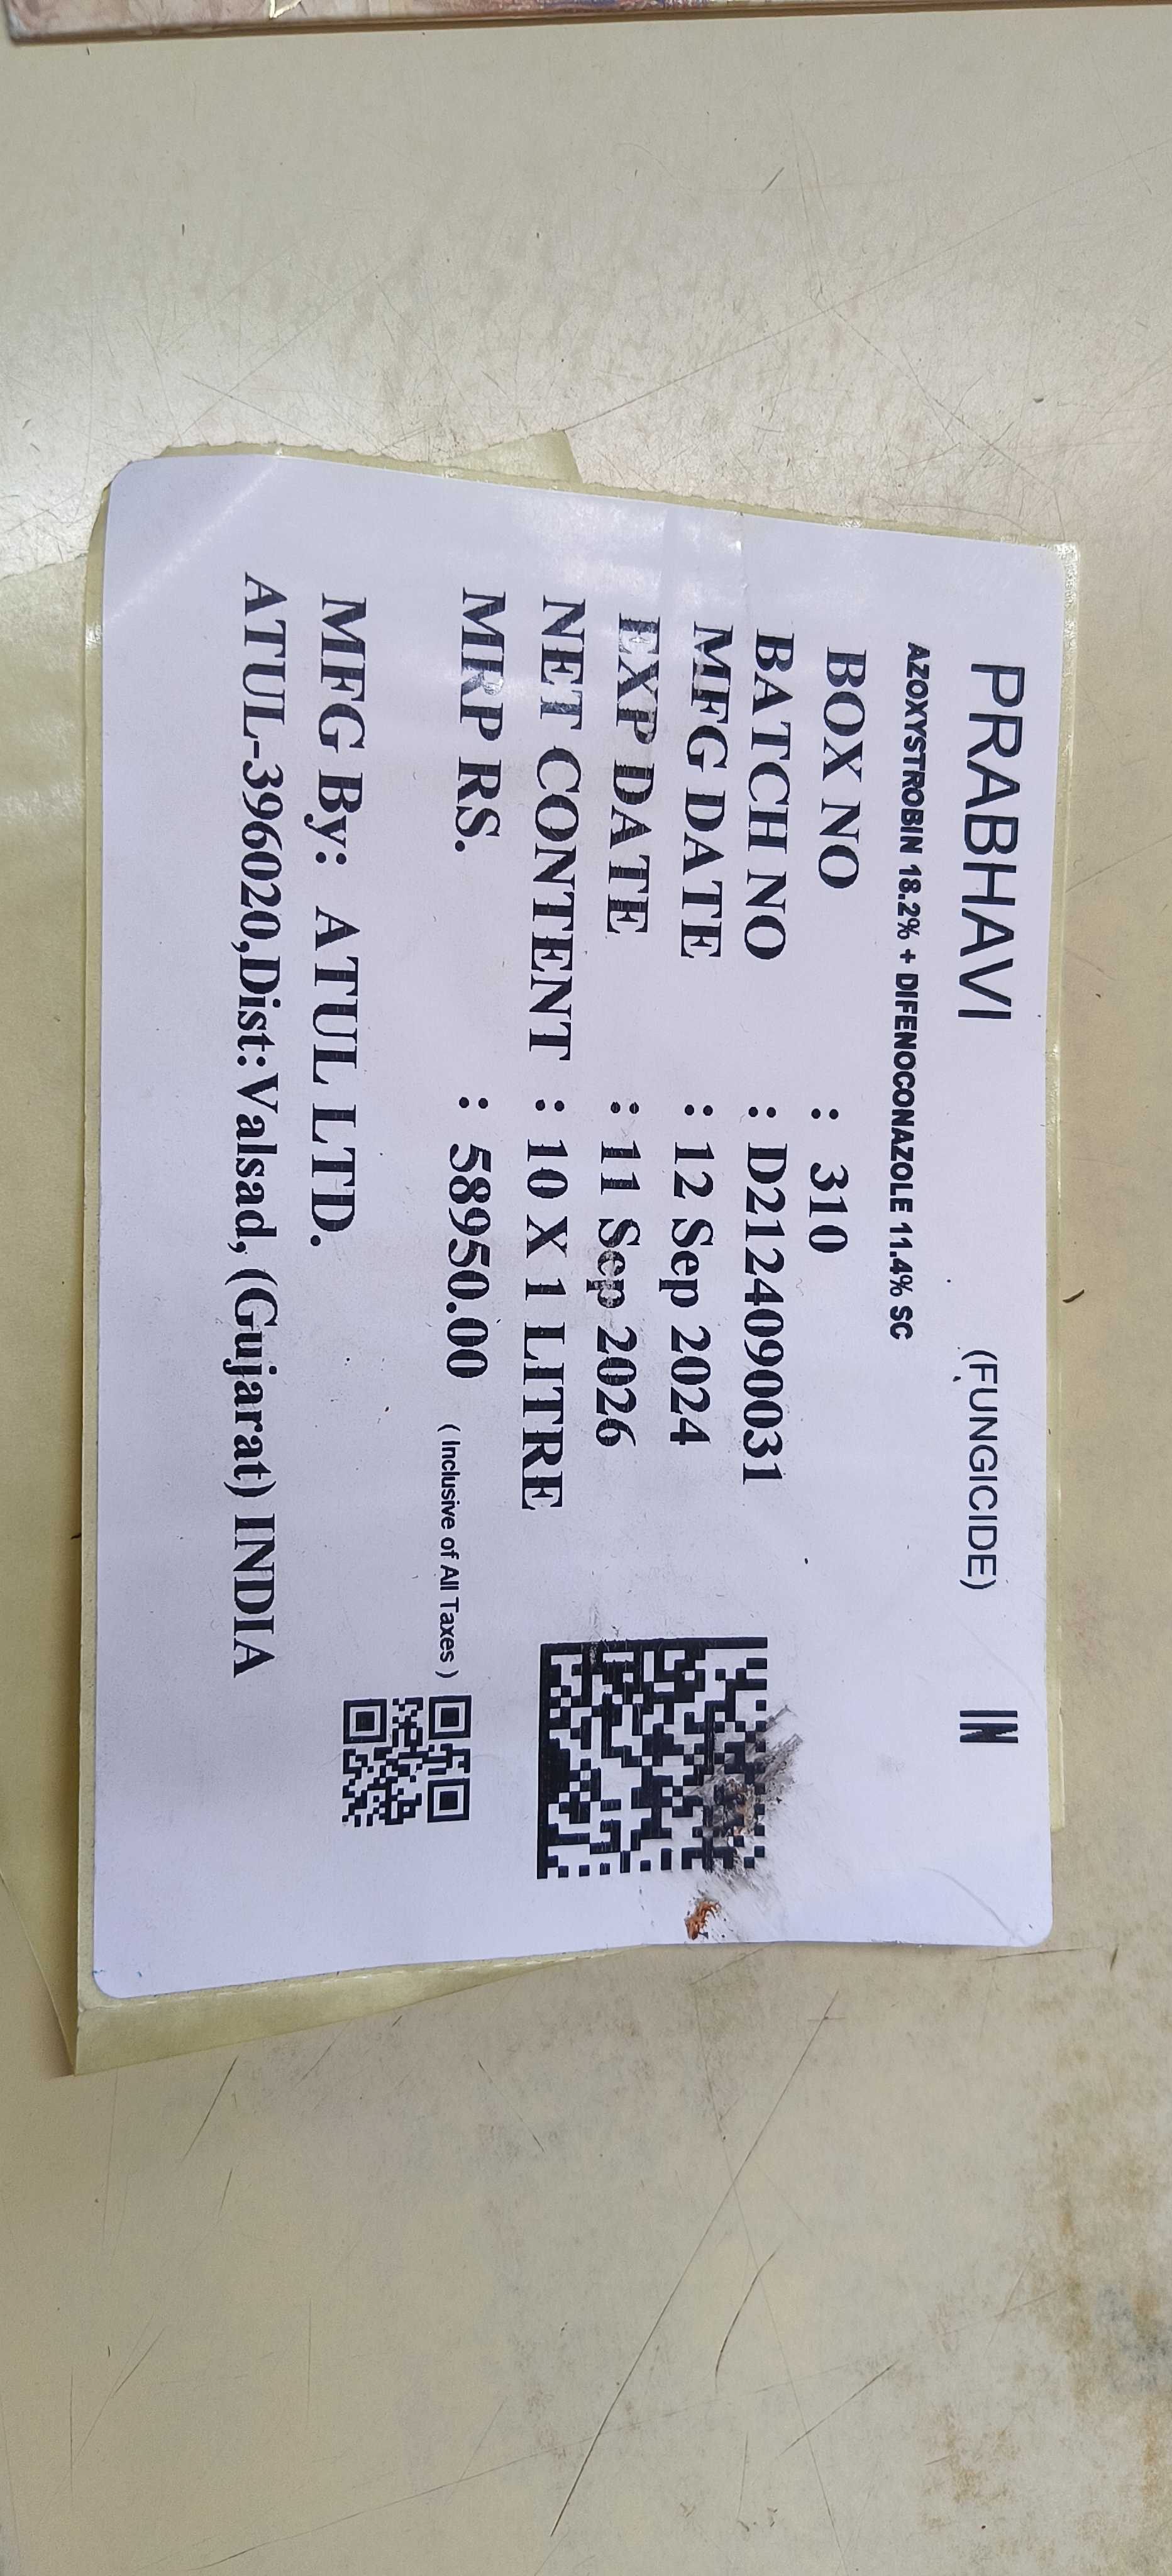 PRABHAVI (FUNGICIDE) IN
AZOXYSTROBIN 18.2% + DIFENOCONAZOLE 11.4% SC
BOX NO : 310
BATCH NO : D2124090031
MFG DATE : 12 Sep 2024
EXP DATE : 11 Sep 2026
NET CONTENT : 10 X 1 LITRE
MRP RS. : 58950.00 ( Inclusive of All Taxes )
MFG By: ATUL LTD.
ATUL-396020,Dist:Valsad, (Gujarat) INDIA